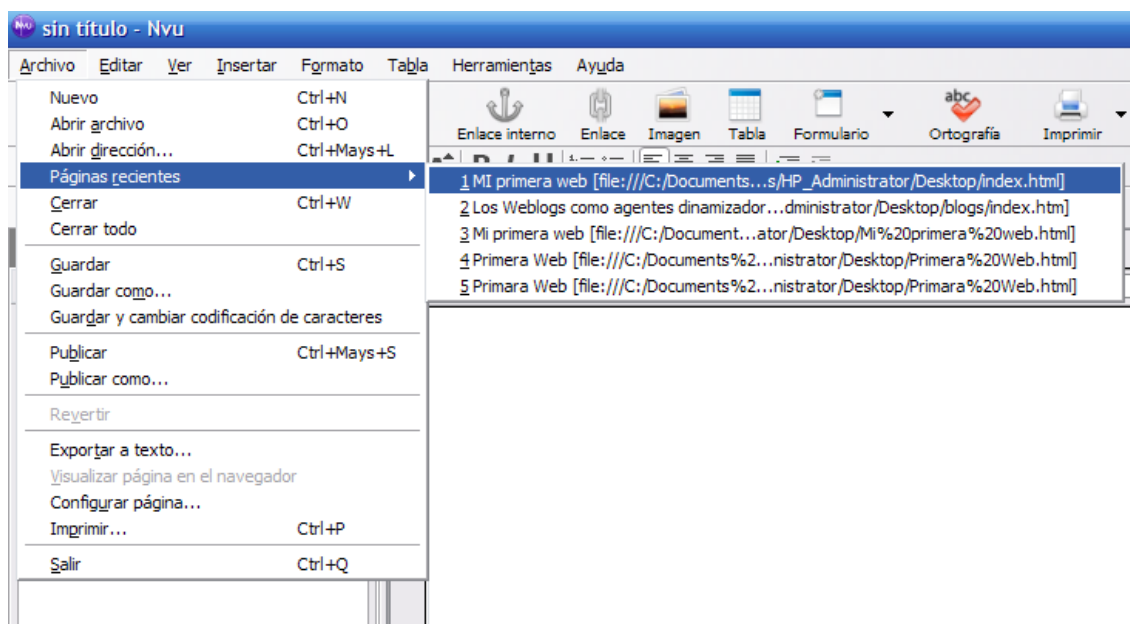 Nvu sin título - Nvu
Archivo Editar Ver Insertar Formato Tabla Herramientas Ayuda
Nuevo Ctrl+N
Abrir archivo Ctrl+O
Abrir dirección... Ctrl+Mays+L
Páginas recientes
Cerrar Ctrl+W
Cerrar todo
Guardar Ctrl+S
Guardar como...
Guardar y cambiar codificación de caracteres
Publicar Ctrl+Mays+S
Publicar como...
Revertir
Exportar a texto...
Visualizar página en el navegador
Configurar página...
Imprimir... Ctrl+P
Salir Ctrl+Q
abc
Enlace interno Enlace Imagen Tabla Formulario Ortografía Imprimir
1 MI primera web [file:///C:/Documents...s/HP_Administrator/Desktop/index.html]
2 Los Weblogs como agentes dinamizador...dministrator/Desktop/blogs/index.htm]
3 Mi primera web [file:///C:/Document...ator/Desktop/Mi%20primera%20web.html]
4 Primera Web [file:///C:/Documents%2...nistrator/Desktop/Primera%20Web.html]
5 Primara Web [file:///C:/Documents%2...nistrator/Desktop/Primara%20Web.html]